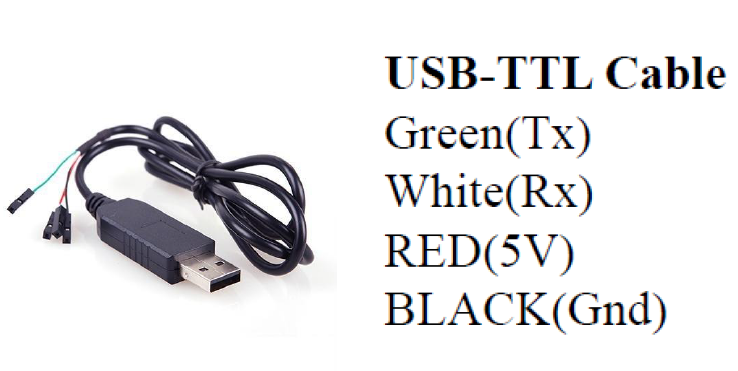 USB-TTL Cable
Green(Tx)
White(Rx)
RED(5V)
BLACK(Gnd)